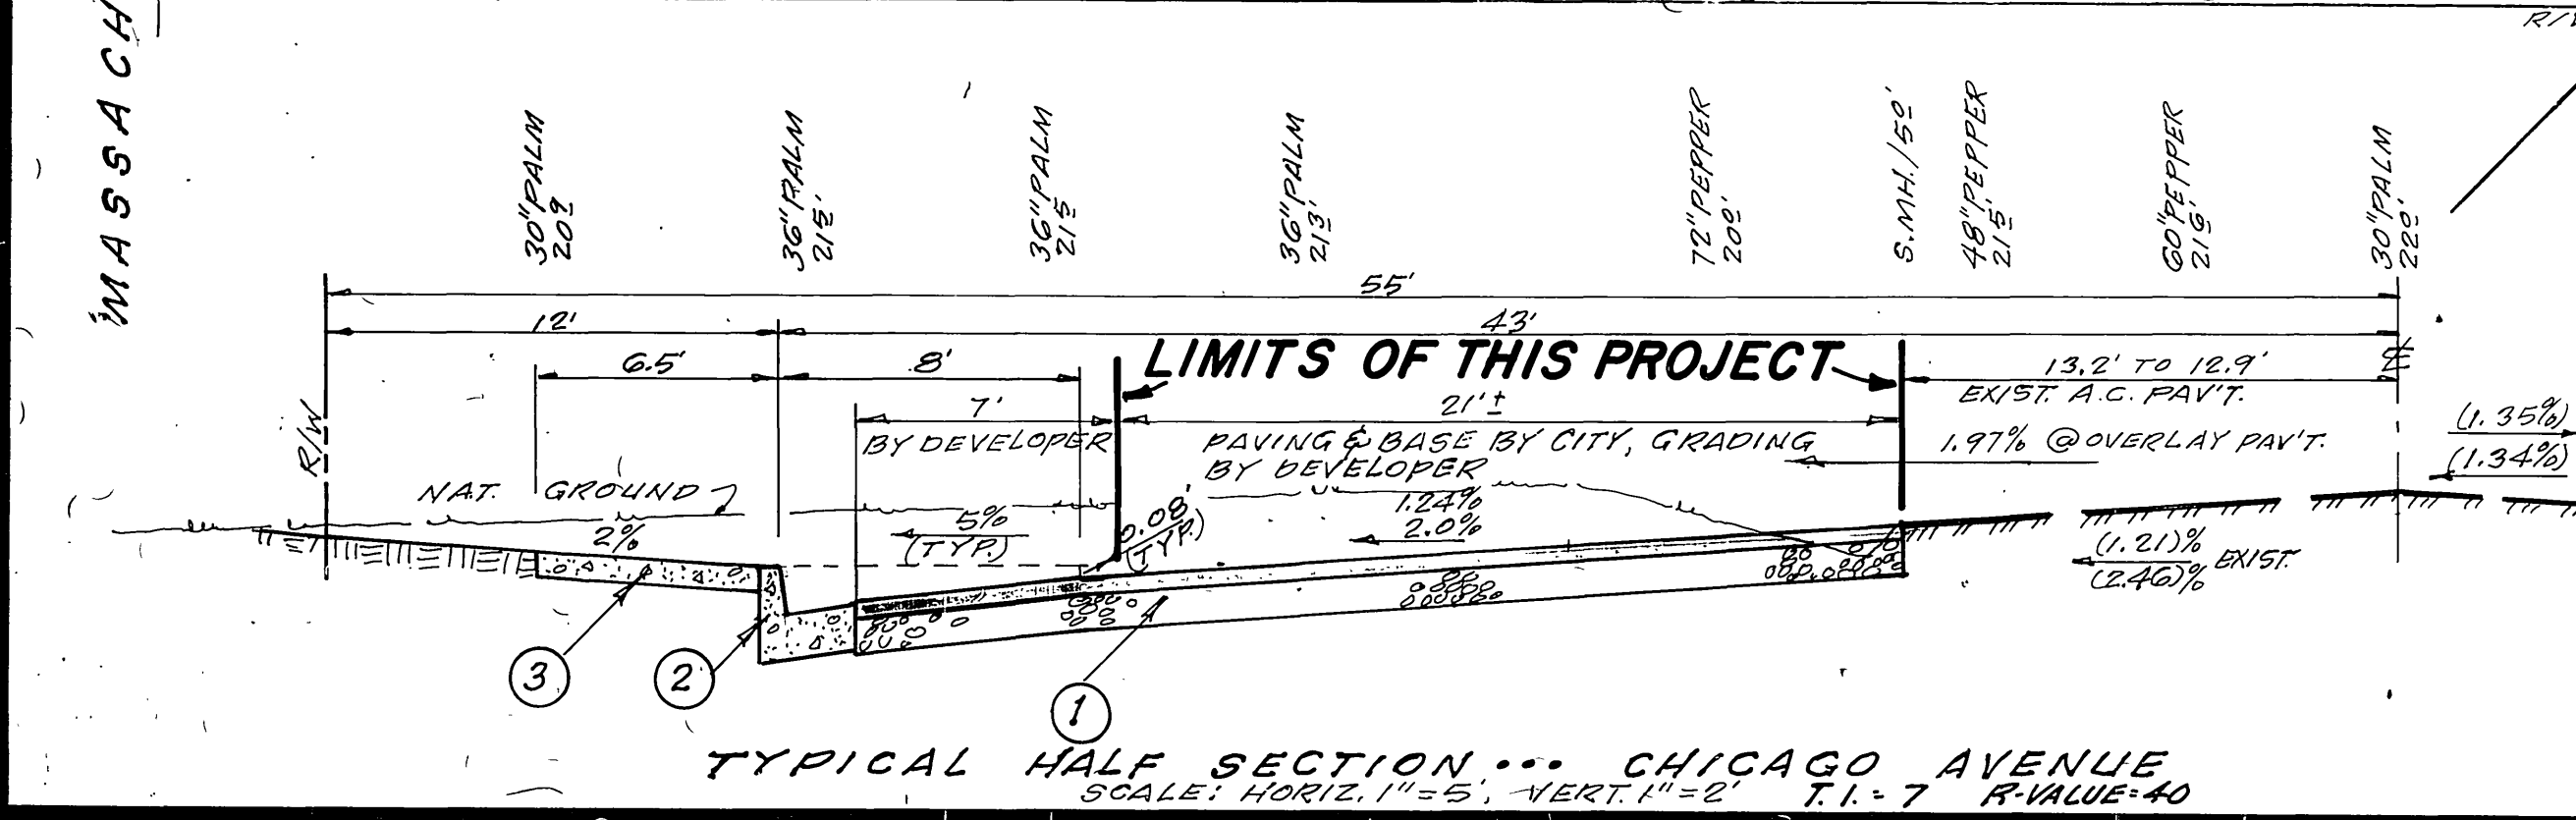 MASSACH
30" PALM
20.9
36" PALM
21.5'
36" PALM
21.5
36" PALM
21.3'
72" PEPPER
20.0'
S.MH. 15.0'
48" PEPPER
21.5'
60" PEPPER
21.6'
30" PALM
22.0'
55'
12'
43'
LIMITS OF THIS PROJECT
6.5'
8'
13.2' TO 12.9'
EXIST. A.C. PAV'T.
7'
21'±
BY DEVELOPER
PAVING & BASE BY CITY, GRADING
BY DEVELOPER
1.97% @ OVERLAY PAV'T.
(1.35%)
(1.34%)
R/W
NAT. GROUND
2%
5%
(TYP.)
0.08'
(TYP.)
1.24%
2.0%
(1.21)%
(2.46)% EXIST.
3
2
1
TYPICAL HALF SECTION ... CHICAGO AVENUE
SCALE: HORIZ. 1"=5', VERT. 1"=2' T.I.=7 R-VALUE=40